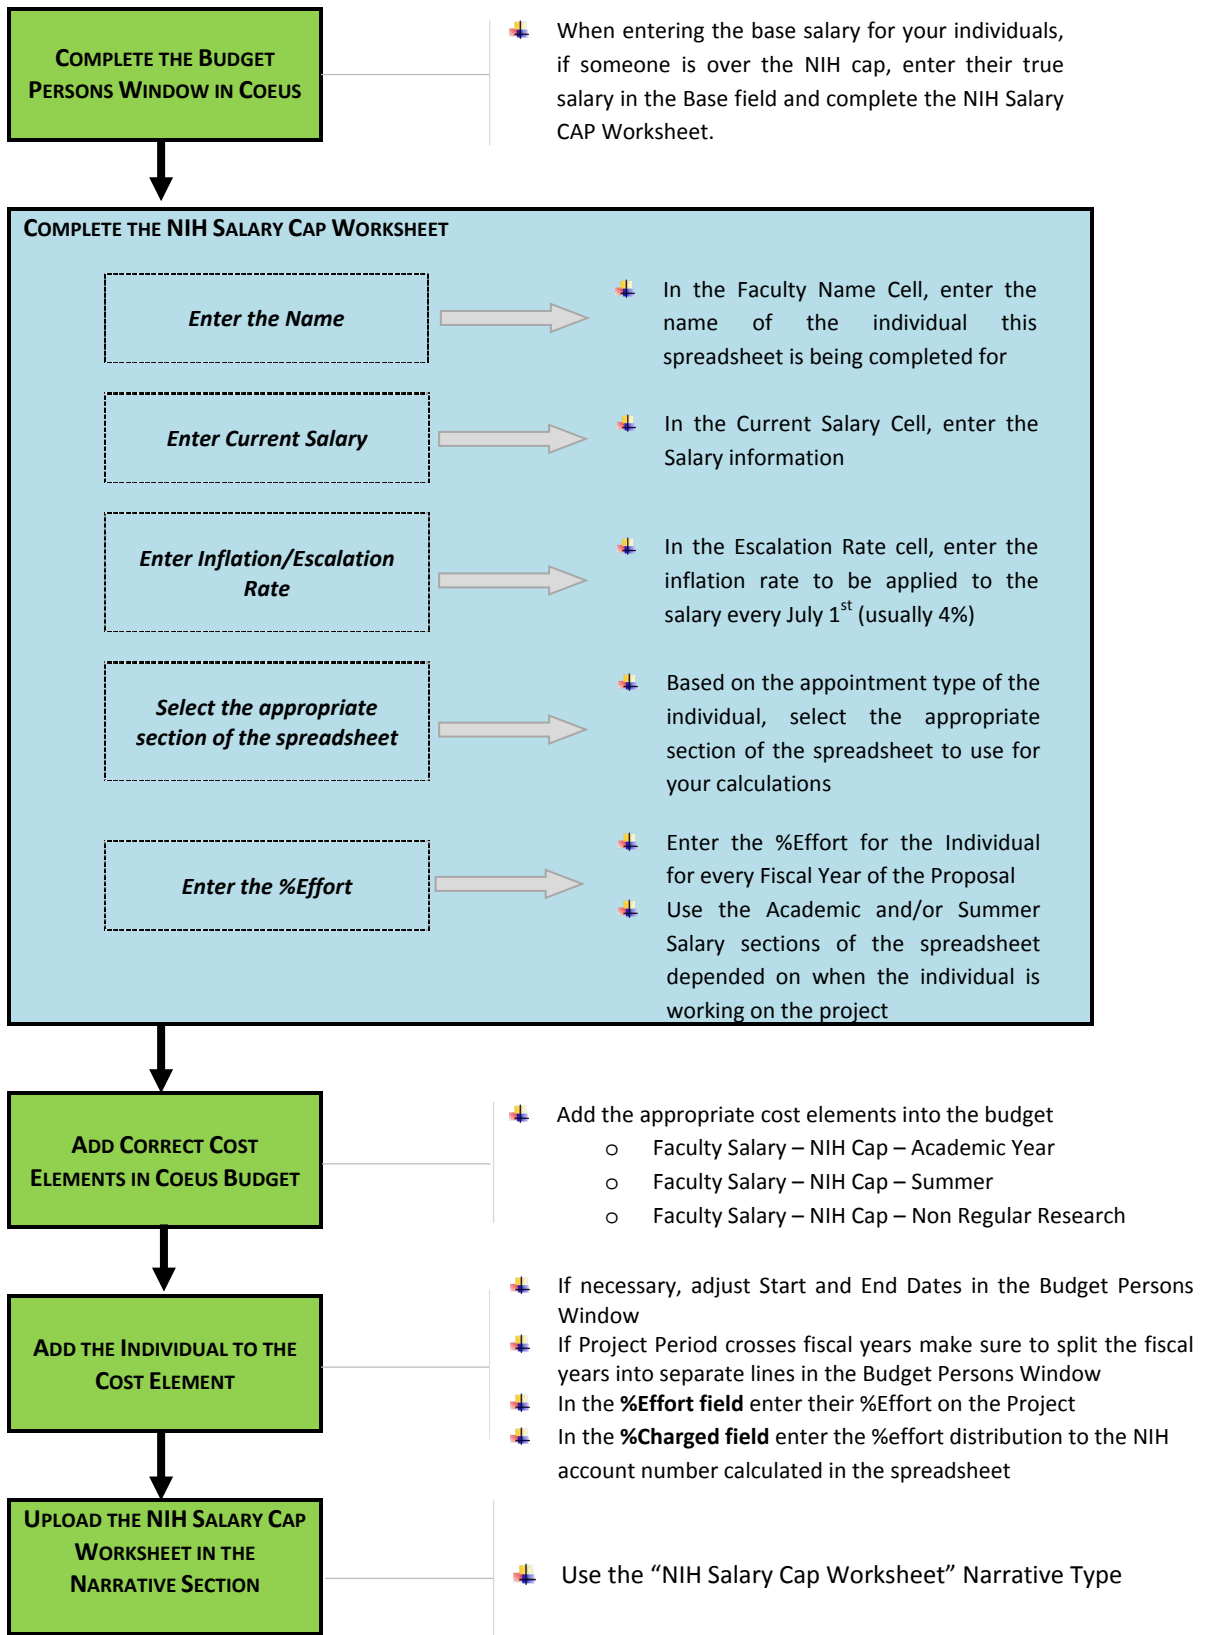 COMPLETE THE BUDGET
PERSONS WINDOW IN COEUS
When entering the base salary for your individuals,
if someone is over the NIH cap, enter their true
salary in the Base field and complete the NIH Salary
CAP Worksheet.
COMPLETE THE NIH SALARY CAP WORKSHEET
Enter the Name
In the Faculty Name Cell, enter the
name of the individual this
spreadsheet is being completed for
Enter Current Salary
In the Current Salary Cell, enter the
Salary information
Enter Inflation/Escalation
Rate
In the Escalation Rate cell, enter the
inflation rate to be applied to the
salary every July 1st (usually 4%)
Select the appropriate
section of the spreadsheet
Based on the appointment type of the
individual, select the appropriate
section of the spreadsheet to use for
your calculations
Enter the %Effort
Enter the %Effort for the Individual
for every Fiscal Year of the Proposal
Use the Academic and/or Summer
Salary sections of the spreadsheet
depended on when the individual is
working on the project
ADD CORRECT COST
ELEMENTS IN COEUS BUDGET
Add the appropriate cost elements into the budget
o Faculty Salary – NIH Cap – Academic Year
o Faculty Salary – NIH Cap – Summer
o Faculty Salary – NIH Cap – Non Regular Research
ADD THE INDIVIDUAL TO THE
COST ELEMENT
If necessary, adjust Start and End Dates in the Budget Persons
Window
If Project Period crosses fiscal years make sure to split the fiscal
years into separate lines in the Budget Persons Window
In the %Effort field enter their %Effort on the Project
In the %Charged field enter the %effort distribution to the NIH
account number calculated in the spreadsheet
UPLOAD THE NIH SALARY CAP
WORKSHEET IN THE
NARRATIVE SECTION
Use the “NIH Salary Cap Worksheet” Narrative Type